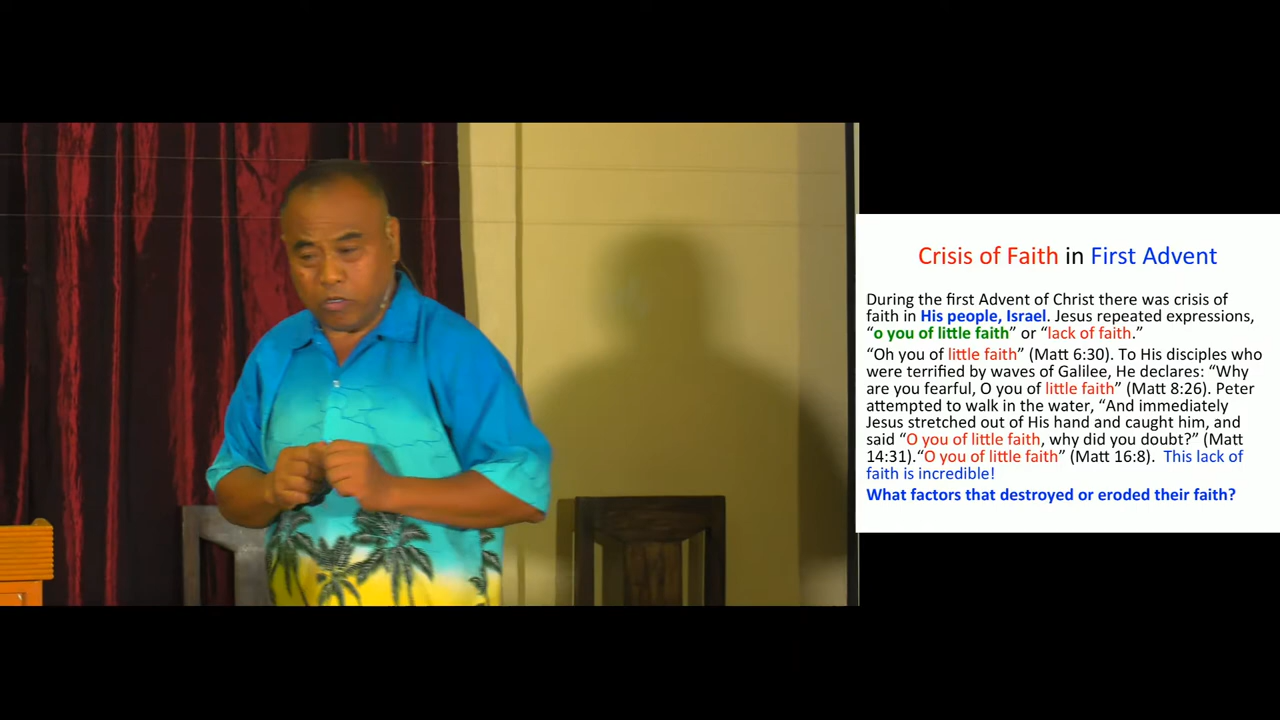 Crisis of Faith in First Advent
During the first Advent of Christ there was crisis of
faith in His people, Israel. Jesus repeated expressions,
“o you of little faith” or “lack of faith.”
“Oh you of little faith” (Matt 6:30). To His disciples who
were terrified by waves of Galilee, He declares: “Why
are you fearful, O you of little faith” (Matt 8:26). Peter
attempted to walk in the water, “And immediately
Jesus stretched out of His hand and caught him, and
said “O you of little faith, why did you doubt?” (Matt
14:31).“O you of little faith” (Matt 16:8). This lack of
faith is incredible!
What factors that destroyed or eroded their faith?